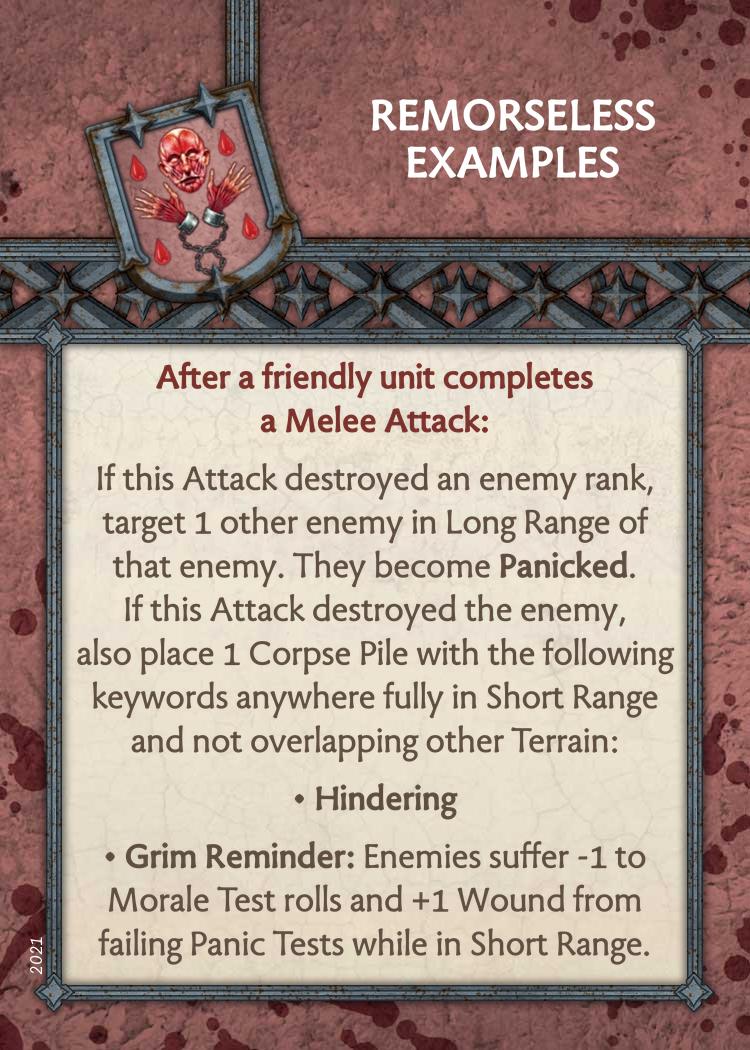 REMORSELESS
EXAMPLES
After a friendly unit completes
a Melee Attack:
If this Attack destroyed an enemy rank,
target 1 other enemy in Long Range of
that enemy. They become Panicked.
If this Attack destroyed the enemy,
also place 1 Corpse Pile with the following
keywords anywhere fully in Short Range
and not overlapping other Terrain:
• Hindering
• Grim Reminder: Enemies suffer -1 to
Morale Test rolls and +1 Wound from
failing Panic Tests while in Short Range.
2021